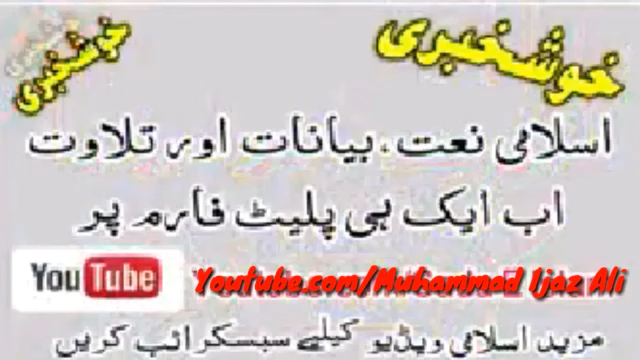 خوشخبری خوشخبری
اسلامی نعت، بیانات اور تلاوت
اب ایک ہی پلیٹ فارم پر
YouTube Youtube.com/Muhammad Ijaz Ali
مزید اسلامی ویڈیو کیلیے سبسکرائب کریں